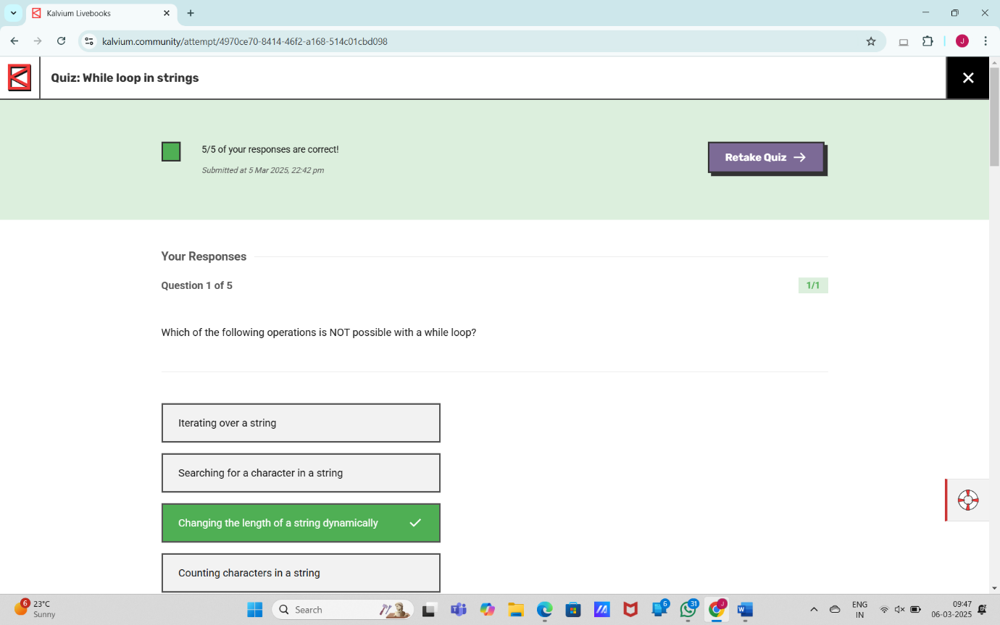 Kalvium Livebooks
kalvium.community/attempt/4970ce70-8414-46f2-a168-514c01cbd098
J
Quiz: While loop in strings
5/5 of your responses are correct!
Submitted at 5 Mar 2025, 22:42 pm
Retake Quiz
Your Responses
Question 1 of 5
1/1
Which of the following operations is NOT possible with a while loop?
Iterating over a string
Searching for a character in a string
Changing the length of a string dynamically
Counting characters in a string
6
23°C
Sunny
Search
6
31
J
ENG
IN
09:47
06-03-2025